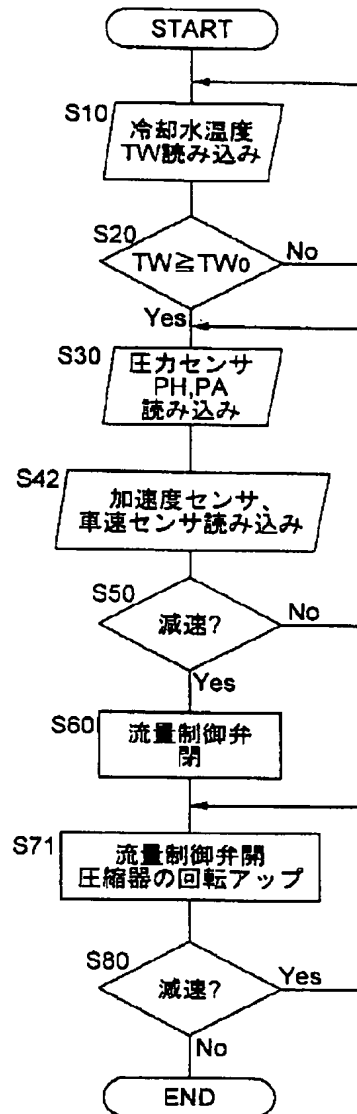 START
S10
冷却水温度
TW読み込み
S20
TW≧TW0
No
Yes
S30
圧力センサ
PH,PA
読み込み
S42
加速度センサ、
車速センサ読み込み
S50
減速?
No
Yes
S60
流量制御弁
閉
S71
流量制御弁開
圧縮器の回転アップ
S80
減速?
Yes
No
END